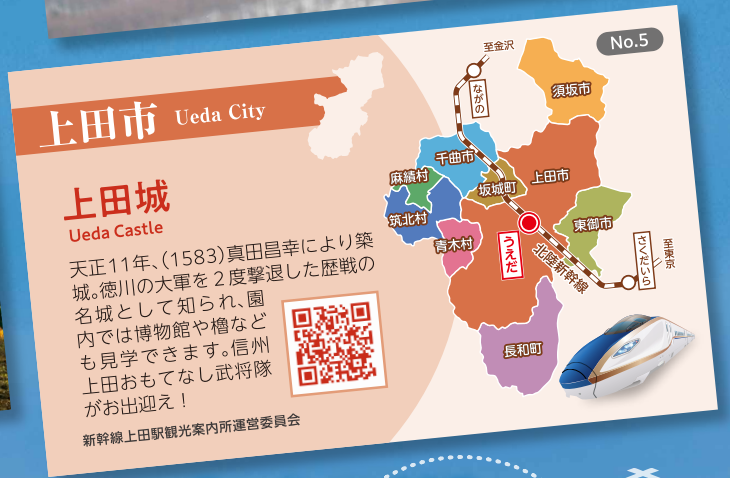 No.5
上田市 Ueda City
上田城
Ueda Castle
天正11年、(1583)真田昌幸により築
城。徳川の大軍を2度撃退した歴戦の
名城として知られ、園
内では博物館や櫓など
も見学できます。信州
上田おもてなし武将隊
がお出迎え！
新幹線上田駅観光案内所運営委員会
至金沢
ながの
須坂市
千曲市
麻績村
坂城町
上田市
筑北村
青木村
東御市
うえだ
北陸新幹線
さくだいら
至東京
長和町